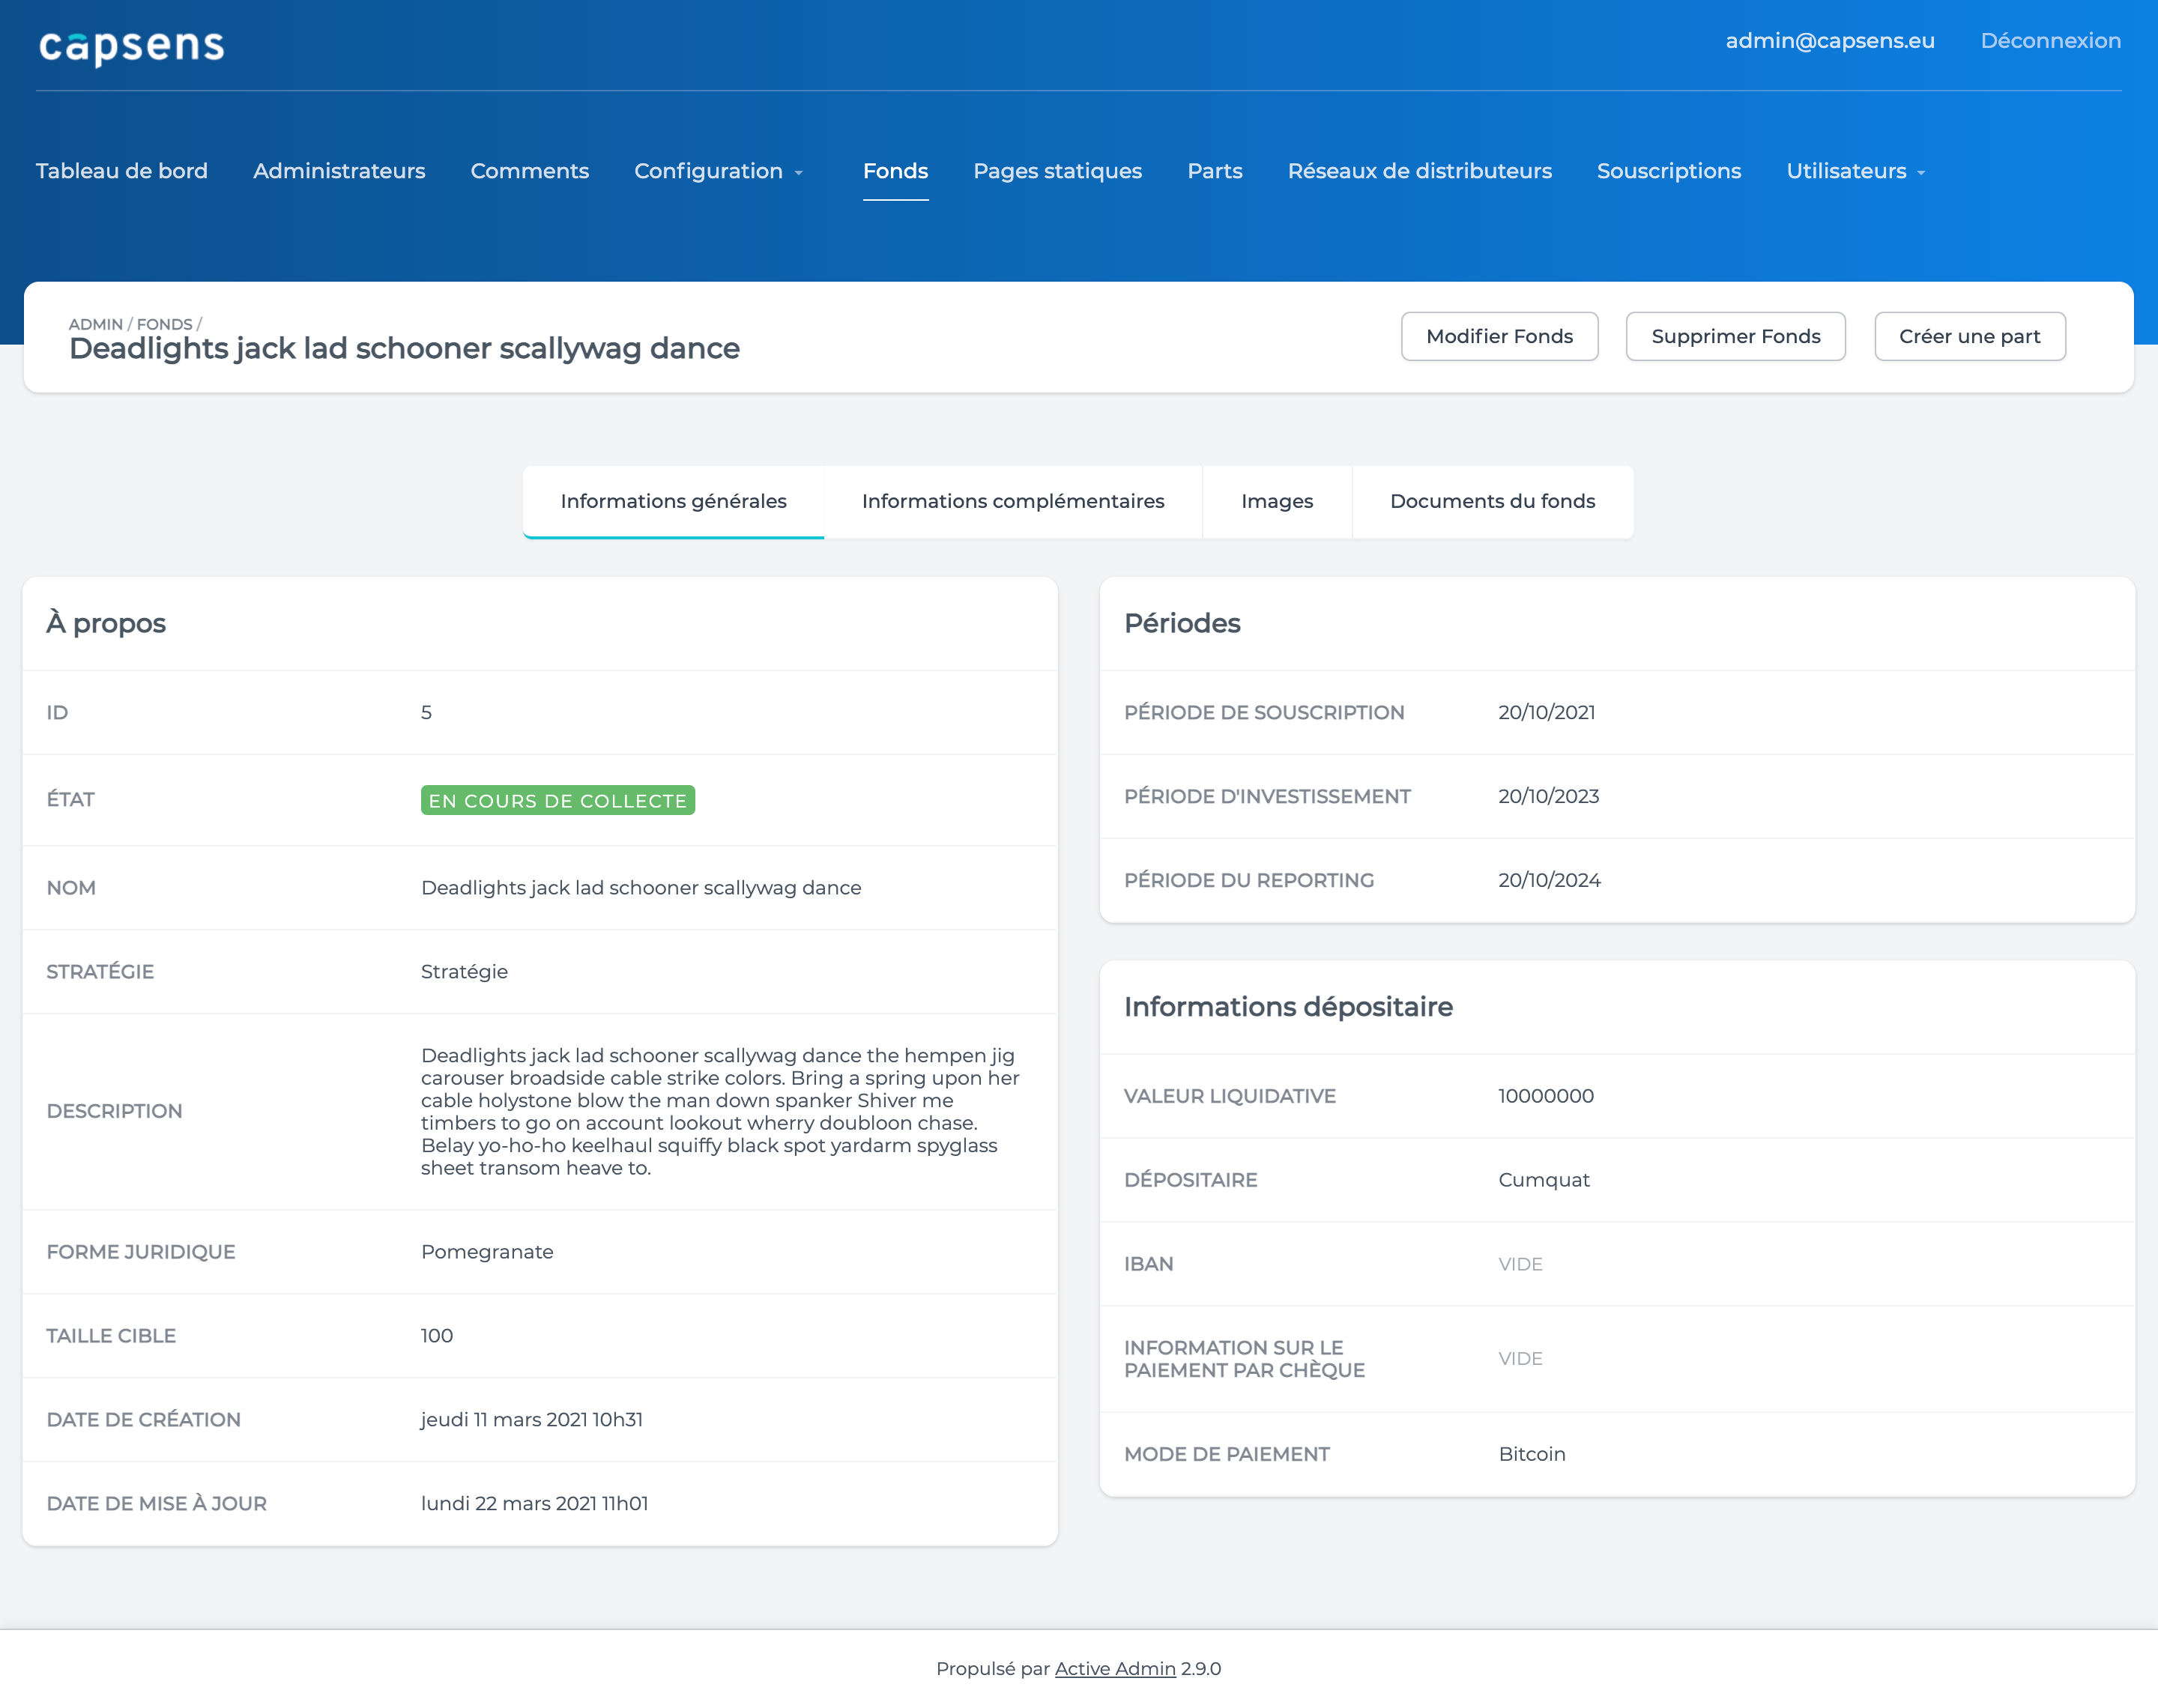 capsens
admin@capsens.eu Déconnexion
Tableau de bord Administrateurs Comments Configuration Fonds Pages statiques Parts Réseaux de distributeurs Souscriptions Utilisateurs
ADMIN / FONDS /
Deadlights jack lad schooner scallywag dance
Modifier Fonds Supprimer Fonds Créer une part
Informations générales Informations complémentaires Images Documents du fonds
À propos
ID 5
ÉTAT EN COURS DE COLLECTE
NOM Deadlights jack lad schooner scallywag dance
STRATÉGIE Stratégie
DESCRIPTION
Deadlights jack lad schooner scallywag dance the hempen jig
carouser broadside cable strike colors. Bring a spring upon her
cable holystone blow the man down spanker Shiver me
timbers to go on account lookout wherry doubloon chase.
Belay yo-ho-ho keelhaul squiffy black spot yardarm spyglass
sheet transom heave to.
FORME JURIDIQUE Pomegranate
TAILLE CIBLE 100
DATE DE CRÉATION jeudi 11 mars 2021 10h31
DATE DE MISE À JOUR lundi 22 mars 2021 11h01
Périodes
PÉRIODE DE SOUSCRIPTION 20/10/2021
PÉRIODE D'INVESTISSEMENT 20/10/2023
PÉRIODE DU REPORTING 20/10/2024
Informations dépositaire
VALEUR LIQUIDATIVE 10000000
DÉPOSITAIRE Cumquat
IBAN VIDE
INFORMATION SUR LE
PAIEMENT PAR CHÈQUE VIDE
MODE DE PAIEMENT Bitcoin
Propulsé par Active Admin 2.9.0